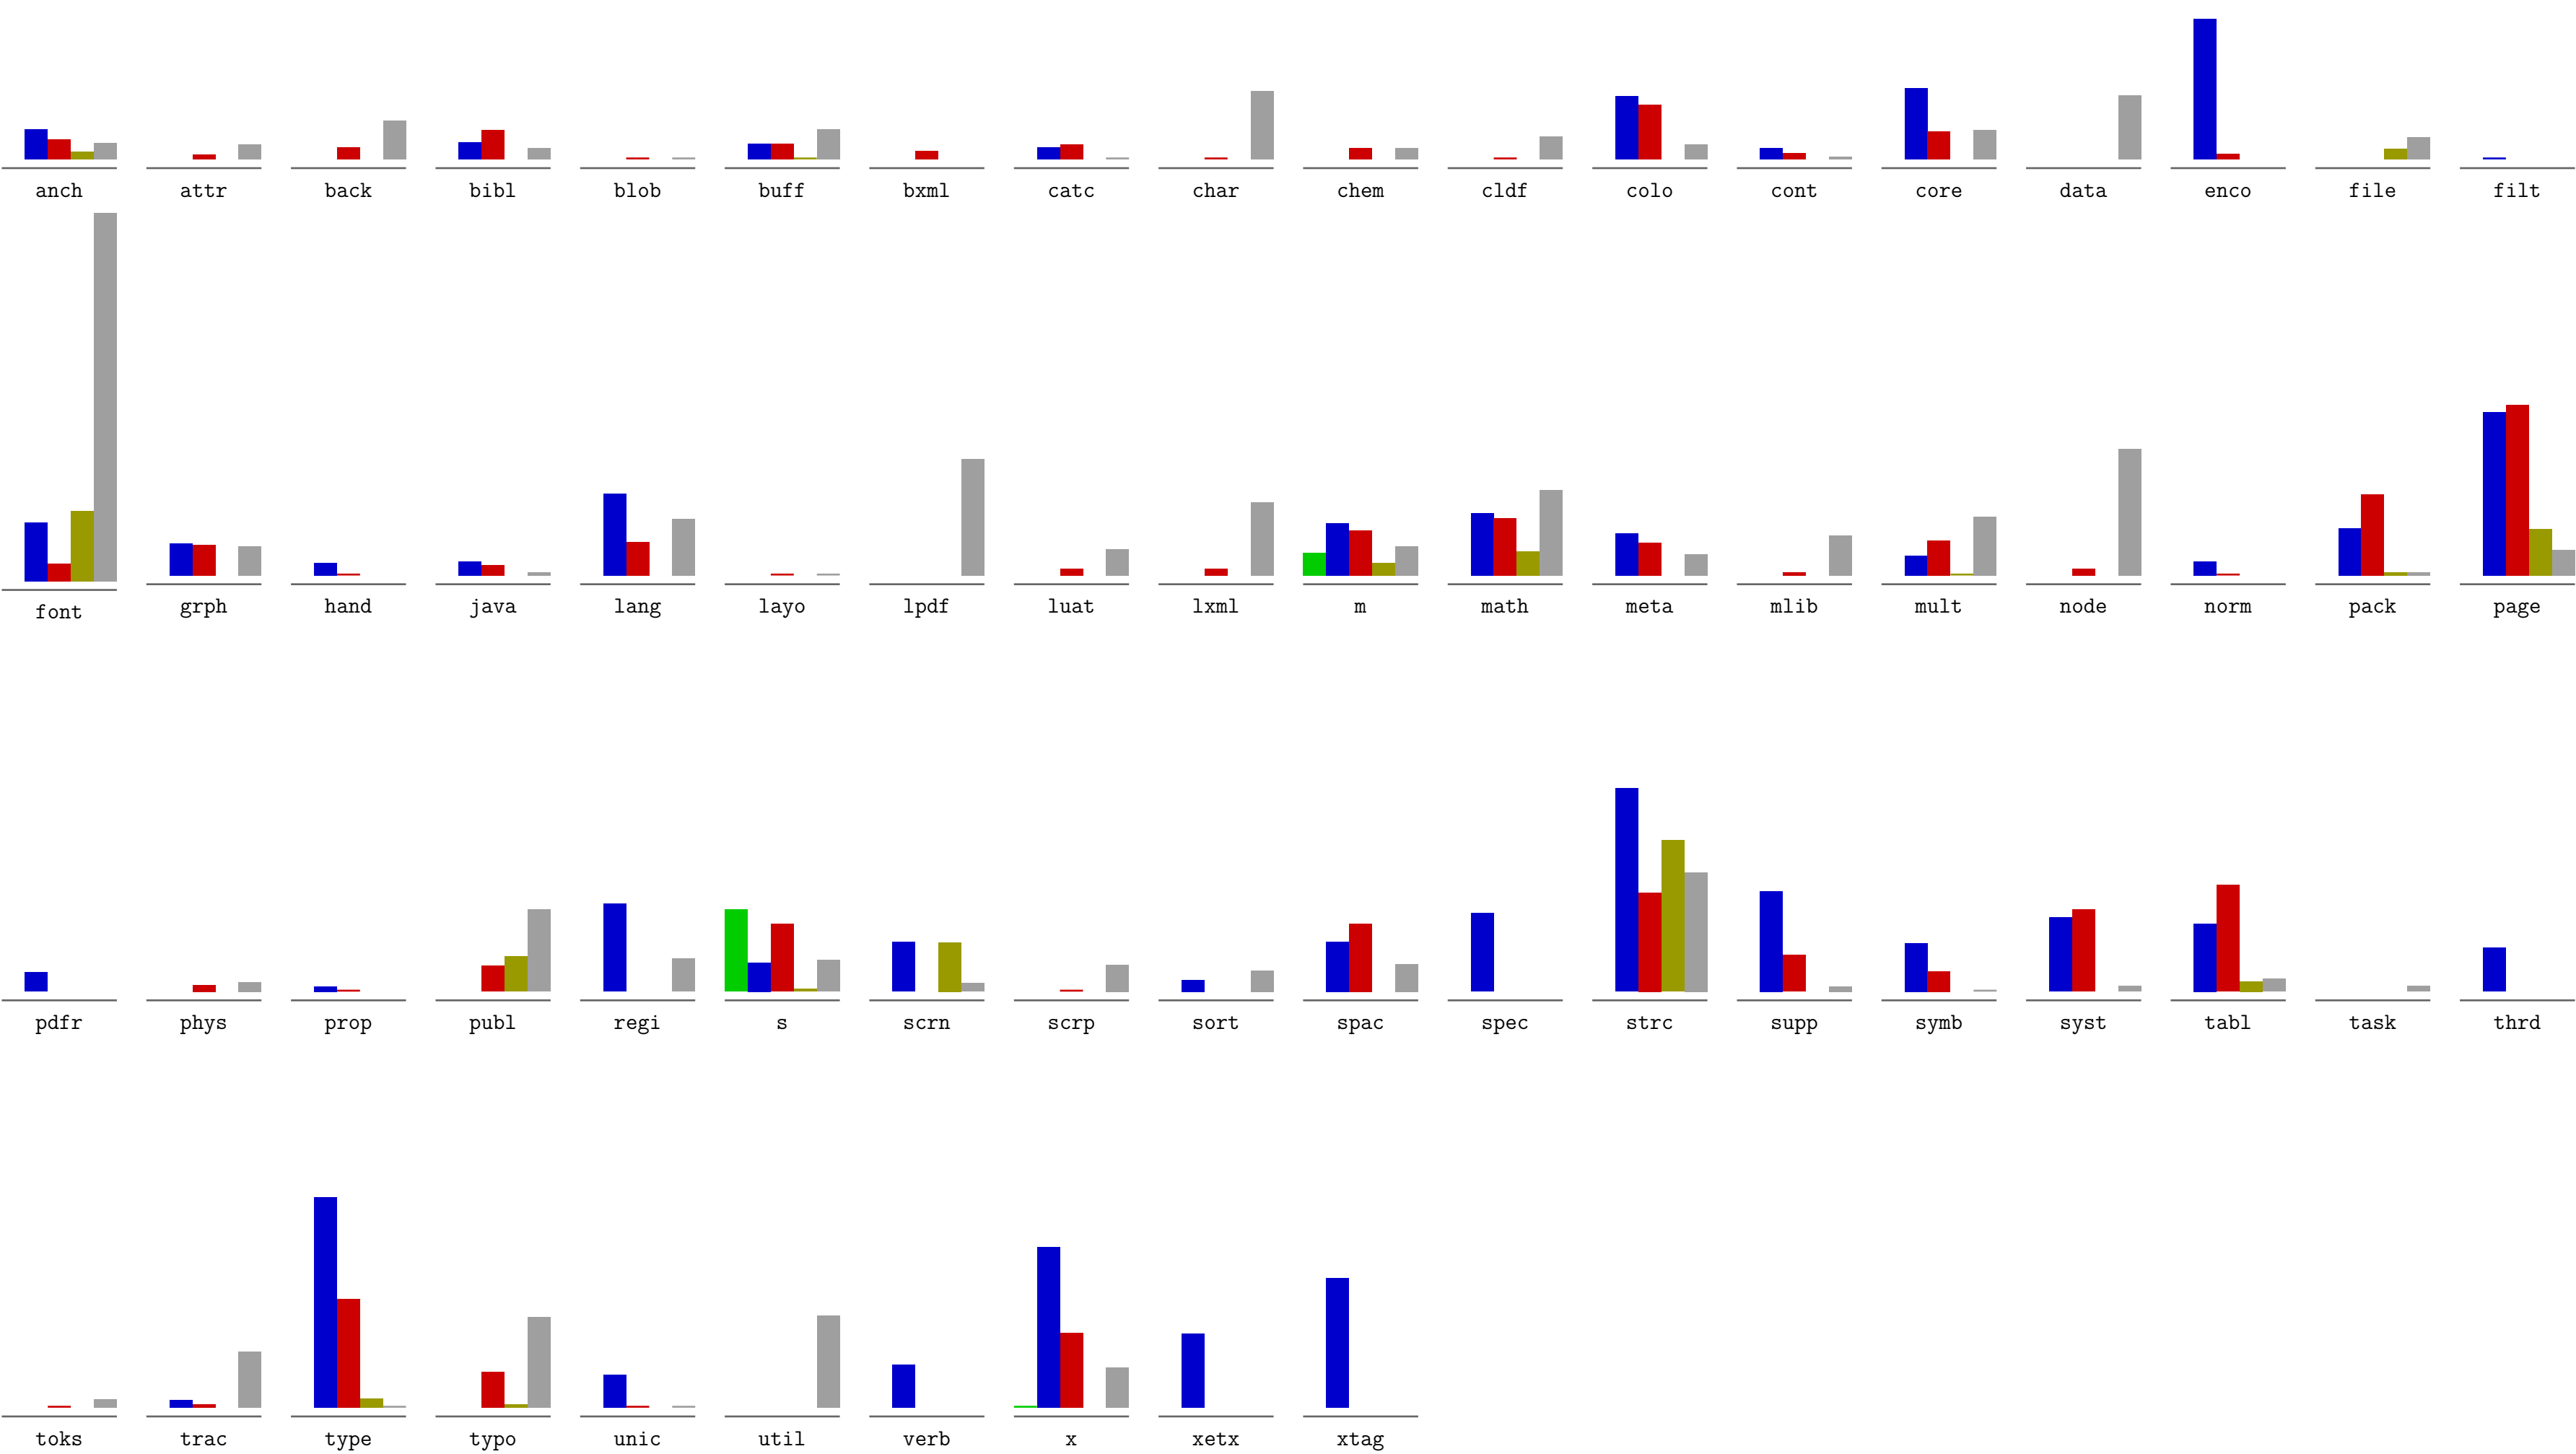 anch attr back bibl blob buff bxml catc char chem cldf colo cont core data enco file filt
font grph hand java lang layo lpdf luat lxml m math meta mlib mult node norm pack page
pdfr phys prop publ regi s scrn scrp sort spac spec strc supp symb syst tabl task thrd
toks trac type typo unic util verb x xetx xtag